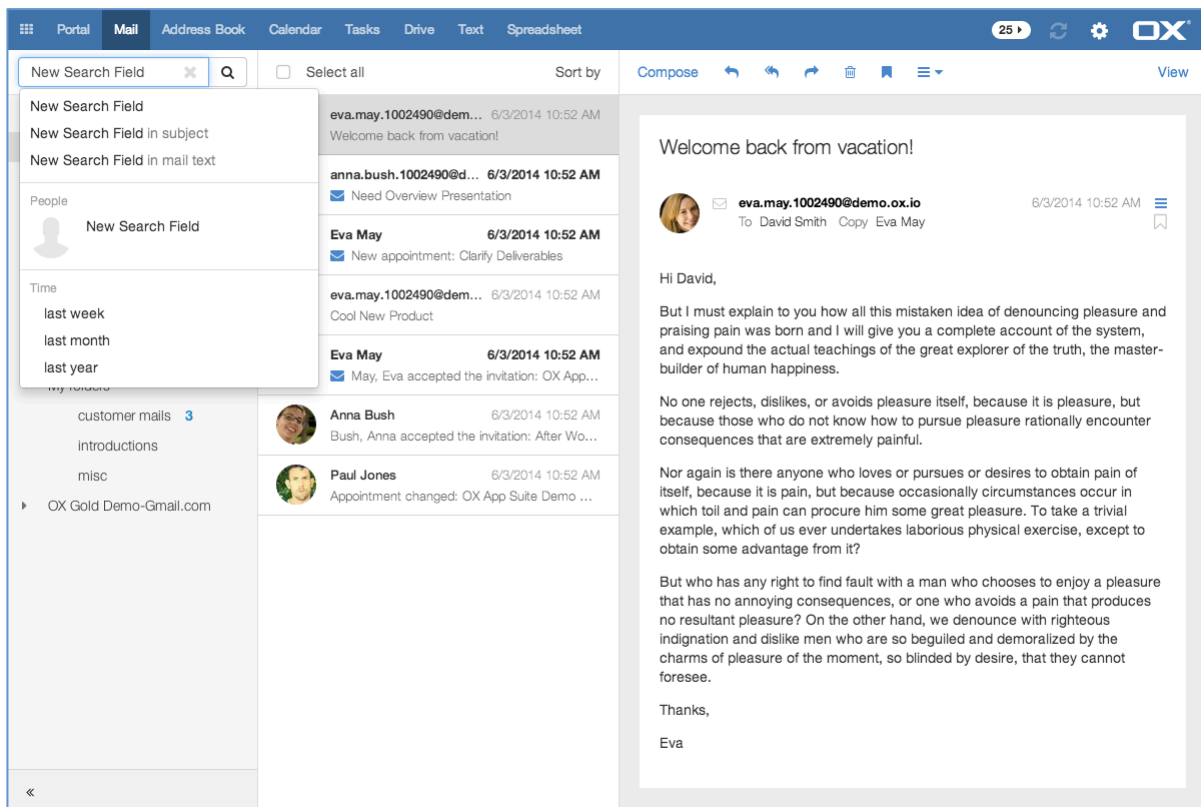 Portal Mail Address Book Calendar Tasks Drive Text Spreadsheet 25 OX
New Search Field
New Search Field
New Search Field in subject
New Search Field in mail text
People
New Search Field
Time
last week
last month
last year
My folders
customer mails 3
introductions
misc
OX Gold Demo-Gmail.com
«
Select all Sort by
eva.may.1002490@dem... 6/3/2014 10:52 AM
Welcome back from vacation!
anna.bush.1002490@d... 6/3/2014 10:52 AM
Need Overview Presentation
Eva May 6/3/2014 10:52 AM
New appointment: Clarify Deliverables
eva.may.1002490@dem... 6/3/2014 10:52 AM
Cool New Product
Eva May 6/3/2014 10:52 AM
May, Eva accepted the invitation: OX App...
Anna Bush 6/3/2014 10:52 AM
Bush, Anna accepted the invitation: After Wo...
Paul Jones 6/3/2014 10:52 AM
Appointment changed: OX App Suite Demo ...
Compose View
Welcome back from vacation!
eva.may.1002490@demo.ox.io 6/3/2014 10:52 AM
To David Smith Copy Eva May
Hi David,
But I must explain to you how all this mistaken idea of denouncing pleasure and
praising pain was born and I will give you a complete account of the system,
and expound the actual teachings of the great explorer of the truth, the master-
builder of human happiness.
No one rejects, dislikes, or avoids pleasure itself, because it is pleasure, but
because those who do not know how to pursue pleasure rationally encounter
consequences that are extremely painful.
Nor again is there anyone who loves or pursues or desires to obtain pain of
itself, because it is pain, but because occasionally circumstances occur in
which toil and pain can procure him some great pleasure. To take a trivial
example, which of us ever undertakes laborious physical exercise, except to
obtain some advantage from it?
But who has any right to find fault with a man who chooses to enjoy a pleasure
that has no annoying consequences, or one who avoids a pain that produces
no resultant pleasure? On the other hand, we denounce with righteous
indignation and dislike men who are so beguiled and demoralized by the
charms of pleasure of the moment, so blinded by desire, that they cannot
foresee.
Thanks,
Eva